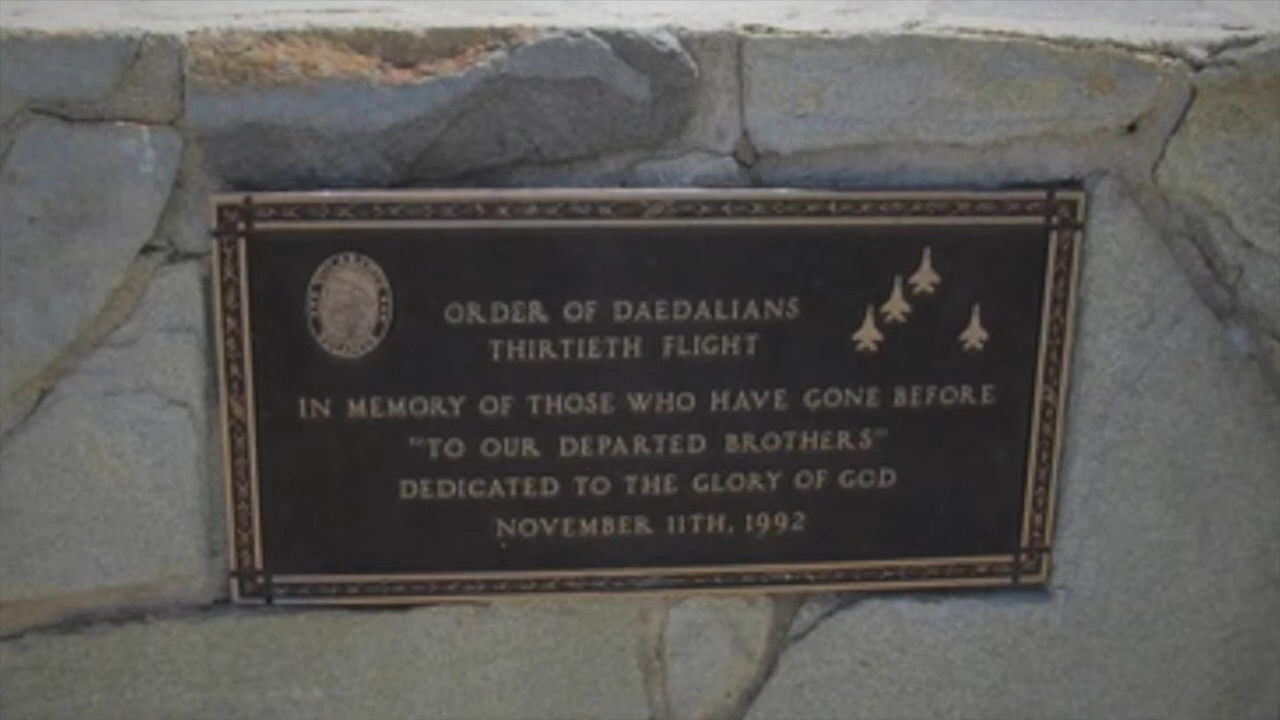 ORDER OF DAEDALIANS
THIRTIETH FLIGHT
IN MEMORY OF THOSE WHO HAVE GONE BEFORE
"TO OUR DEPARTED BROTHERS"
DEDICATED TO THE GLORY OF GOD
NOVEMBER 11TH, 1992